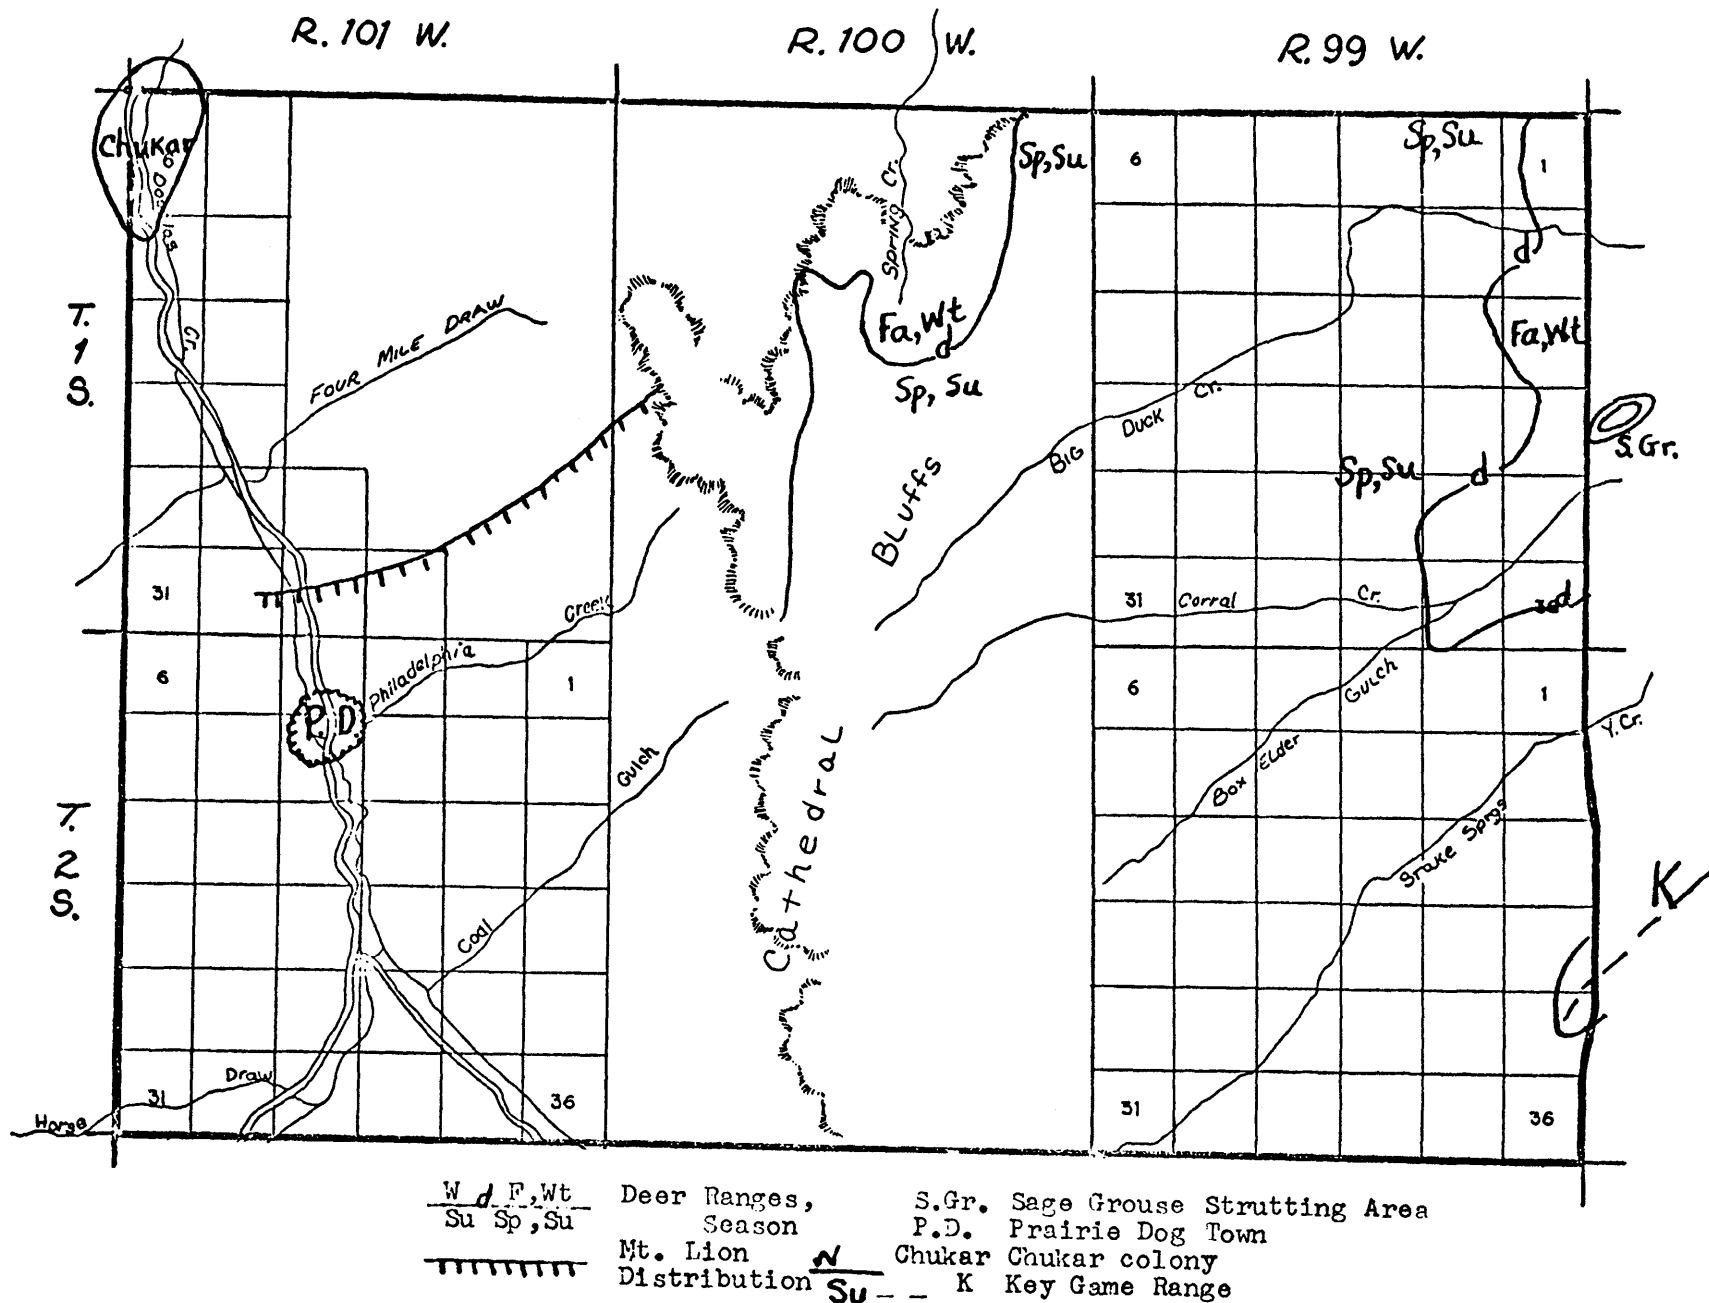 R. 101 W.
R. 100 W.
R. 99 W.
T. 1 S.
T. 2 S.
Chukar
Cr.
FOUR MILE DRAW
SPRING Cr.
Sp, Su
Fa, Wt
d
Sp, Su
6
Sp, Su
1
d
Fa, Wt
Sp, Su
d
S.Gr.
BIG DUCK Cr.
Cathedral BLUffs
31
Philadelphia Creek
31
Corral Cr.
36
d
6
1
P. D
Gulch
Coal
6
1
BOX ELder GULCH
Y. Cr.
Sprgs
K
Horse Draw
31
36
31
36
W d F, Wt
Su Sp, Su
Deer Ranges,
Season
Mt. Lion
Distribution
N
Su
S.Gr. Sage Grouse Strutting Area
P.D. Prairie Dog Town
Chukar Chukar colony
K Key Game Range